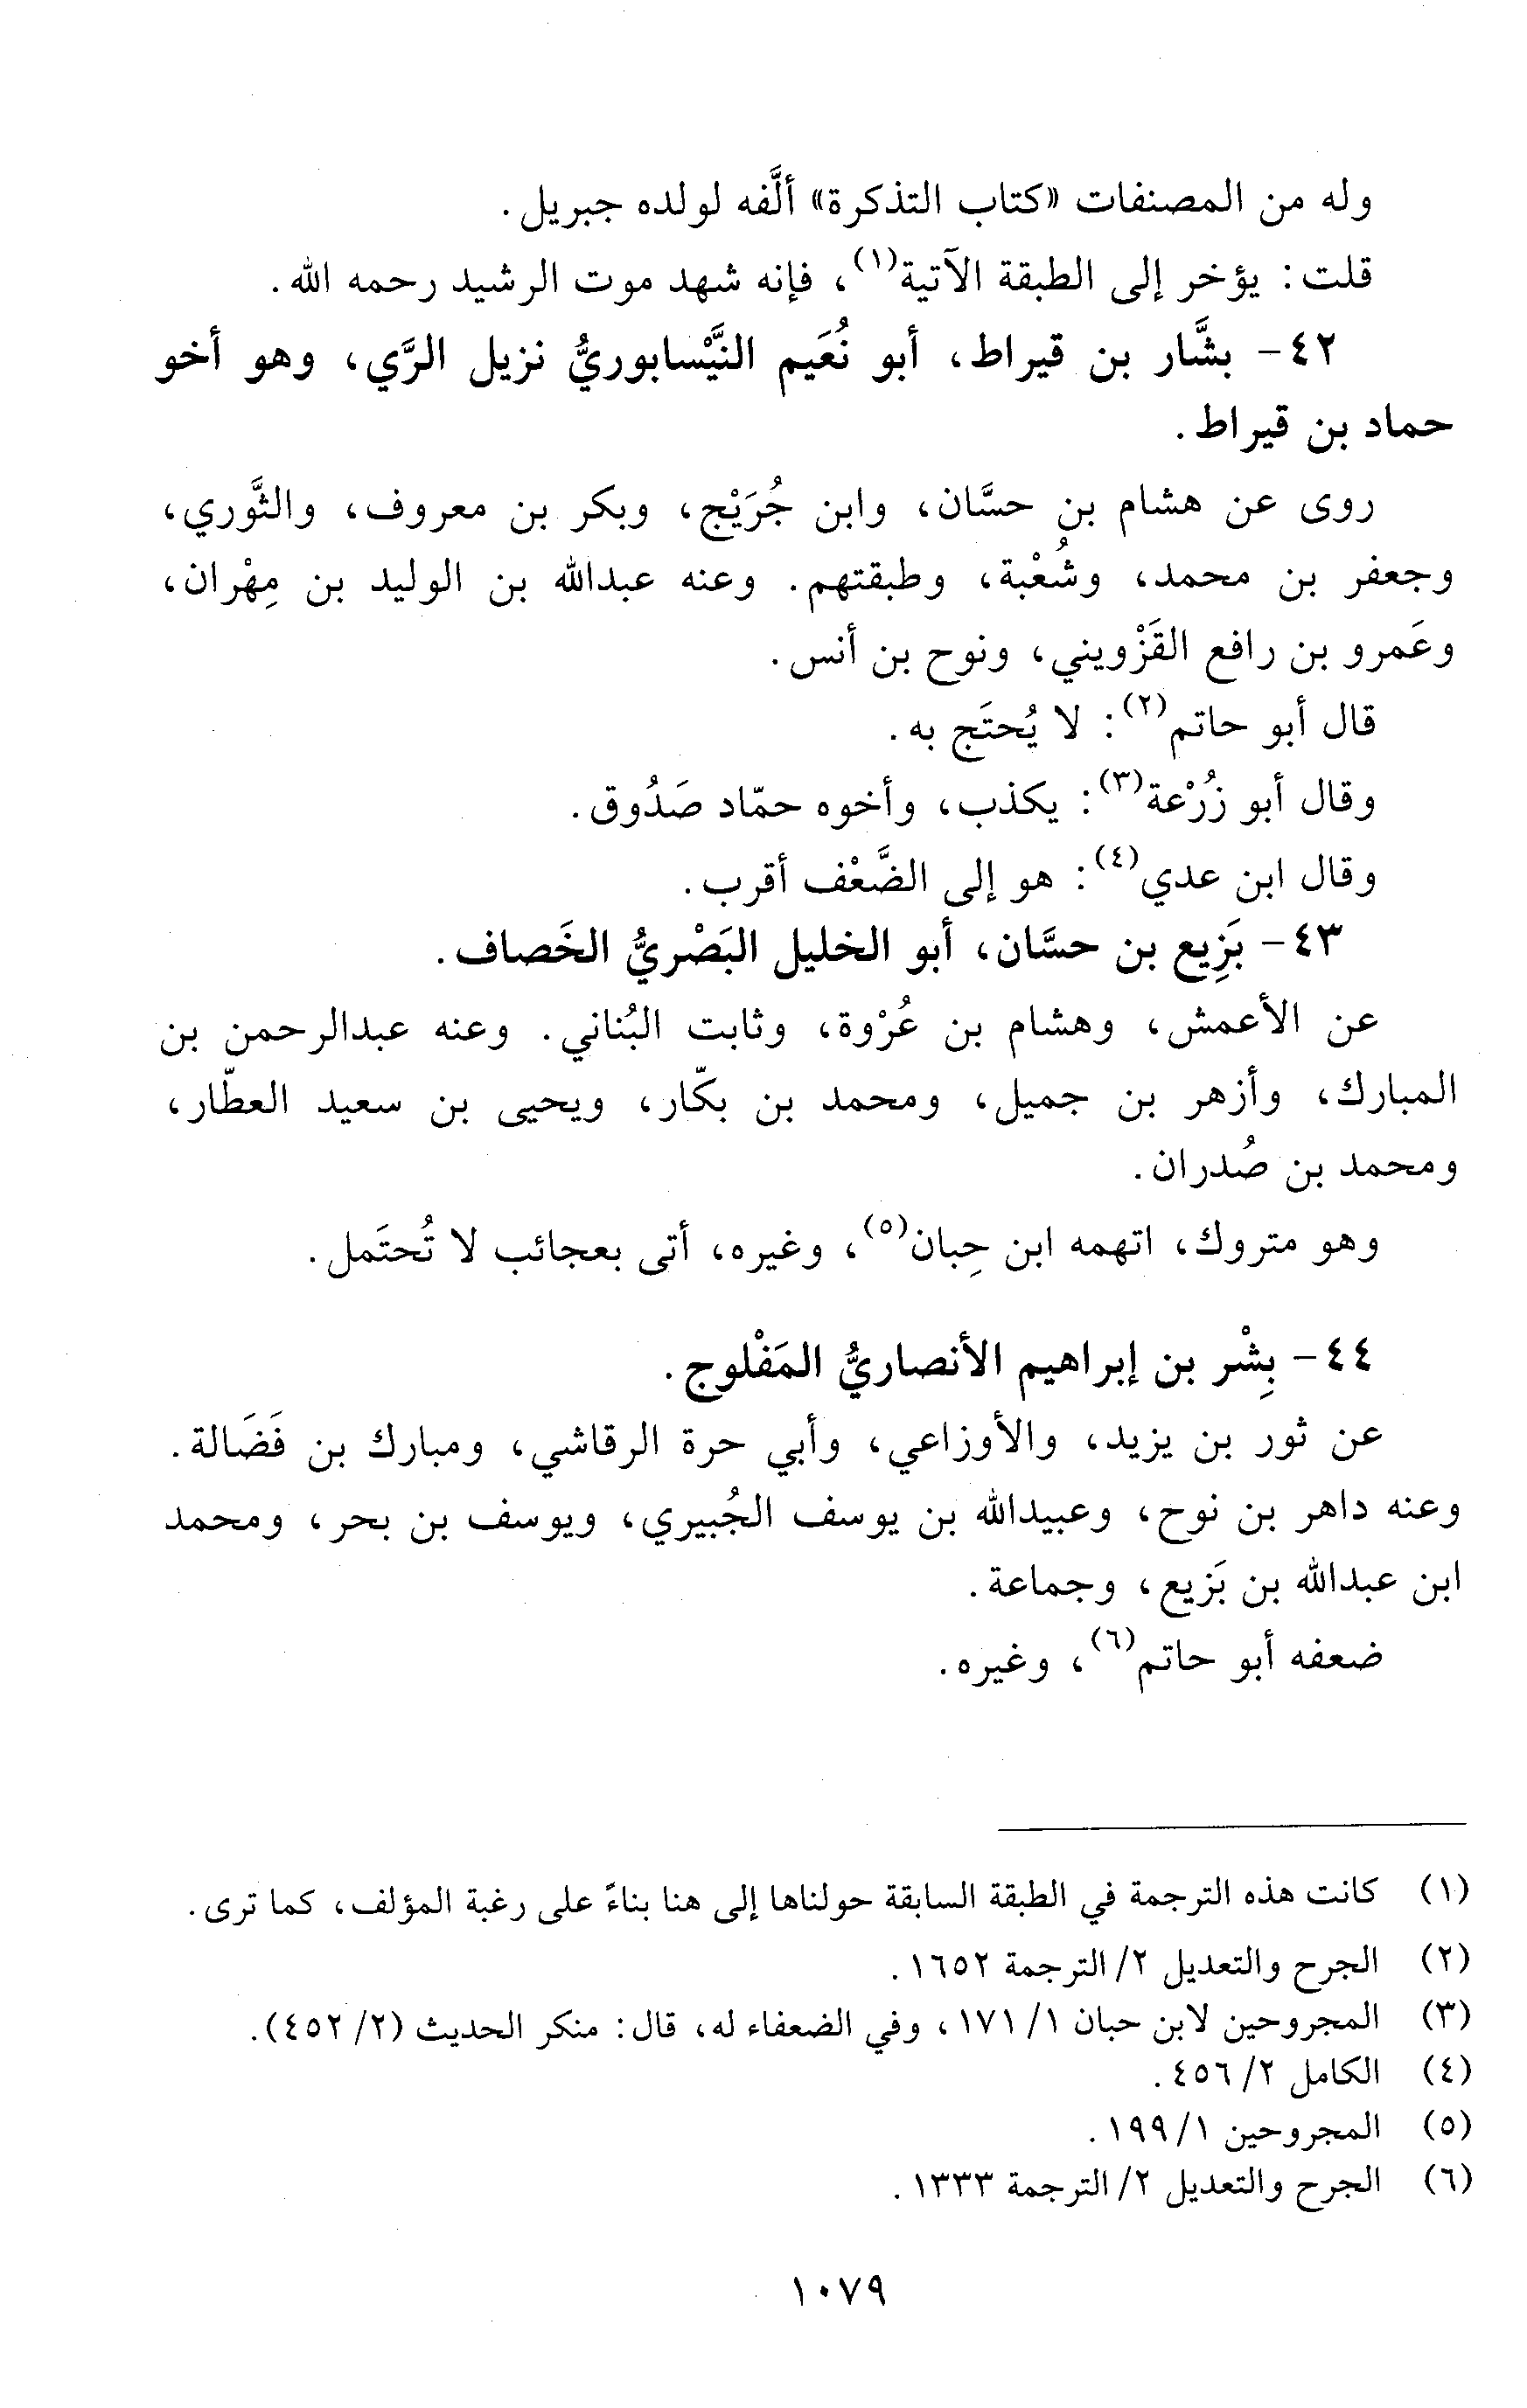 وله من المصنفات «كتاب التذكرة» ألَّفه لولده جبريل.
قلت: يؤخر إلى الطبقة الآتية(١)، فإنه شهد موت الرشيد رحمه الله.
٤٢- بشَّار بن قيراط، أبو نُعَيم النَّيْسابوريُّ نزيل الرَّي، وهو أخو
حماد بن قيراط.
روى عن هشام بن حسَّان، وابن جُرَيْج، وبكر بن معروف، والثَّوري،
وجعفر بن محمد، وشُعْبة، وطبقتهم. وعنه عبدالله بن الوليد بن مِهْران،
وعَمرو بن رافع القَزْويني، ونوح بن أنس.
قال أبو حاتم(٢): لا يُحتَج به.
وقال أبو زُرْعة(٣): يكذب، وأخوه حمّاد صَدُوق.
وقال ابن عدي(٤): هو إلى الضَّعْف أقرب.
٤٣- بَزِيع بن حسَّان، أبو الخليل البَصْريُّ الخَصاف.
عن الأعمش، وهشام بن عُرْوة، وثابت البُناني. وعنه عبدالرحمن بن
المبارك، وأزهر بن جميل، ومحمد بن بكّار، ويحيى بن سعيد العطّار،
ومحمد بن صُدران.
وهو متروك، اتهمه ابن حِبان(٥)، وغيره، أتى بعجائب لا تُحتَمل.
٤٤- بِشْر بن إبراهيم الأنصاريُّ المَفْلوج.
عن ثور بن يزيد، والأوزاعي، وأبي حرة الرقاشي، ومبارك بن فَضَالة.
وعنه داهر بن نوح، وعبيدالله بن يوسف الجُبيري، ويوسف بن بحر، ومحمد
ابن عبدالله بن بَزيع، وجماعة.
ضعفه أبو حاتم(٦)، وغيره.
(١) كانت هذه الترجمة في الطبقة السابقة حولناها إلى هنا بناءً على رغبة المؤلف، كما ترى.
(٢) الجرح والتعديل ٢/ الترجمة ١٦٥٢.
(٣) المجروحين لابن حبان ١/ ١٧١، وفي الضعفاء له، قال: منكر الحديث (٢/ ٤٥٢).
(٤) الكامل ٢/ ٤٥٦.
(٥) المجروحين ١/ ١٩٩.
(٦) الجرح والتعديل ٢/ الترجمة ١٣٣٣.
١٠٧٩